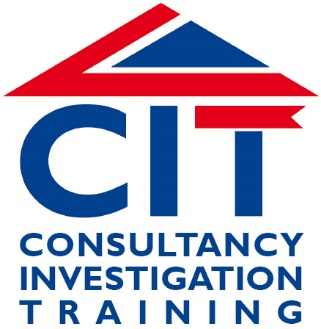 CIT
CONSULTANCY
INVESTIGATION
TRAINING